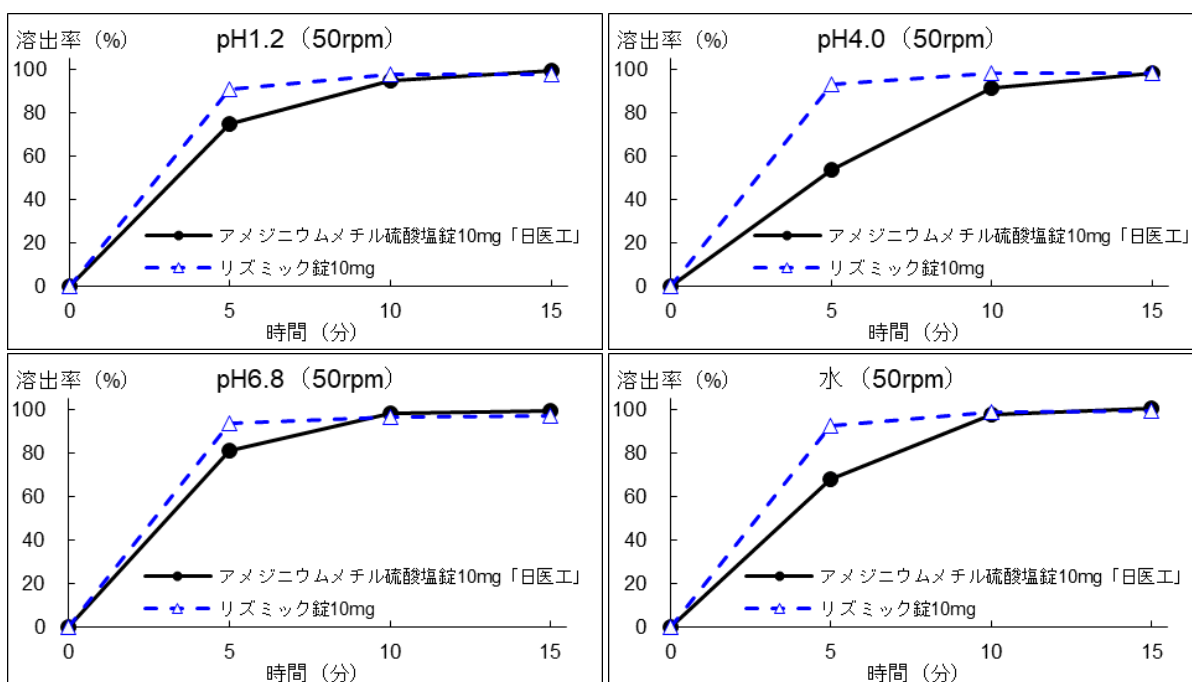 溶出率（%） pH1.2（50rpm）
100
80
60
40
20
0
アメジニウムメチル硫酸塩錠10mg「日医工」
リズミック錠10mg
0 5 10 15
時間（分）
溶出率（%） pH4.0（50rpm）
100
80
60
40
20
0
アメジニウムメチル硫酸塩錠10mg「日医工」
リズミック錠10mg
0 5 10 15
時間（分）
溶出率（%） pH6.8（50rpm）
100
80
60
40
20
0
アメジニウムメチル硫酸塩錠10mg「日医工」
リズミック錠10mg
0 5 10 15
時間（分）
溶出率（%） 水（50rpm）
100
80
60
40
20
0
アメジニウムメチル硫酸塩錠10mg「日医工」
リズミック錠10mg
0 5 10 15
時間（分）